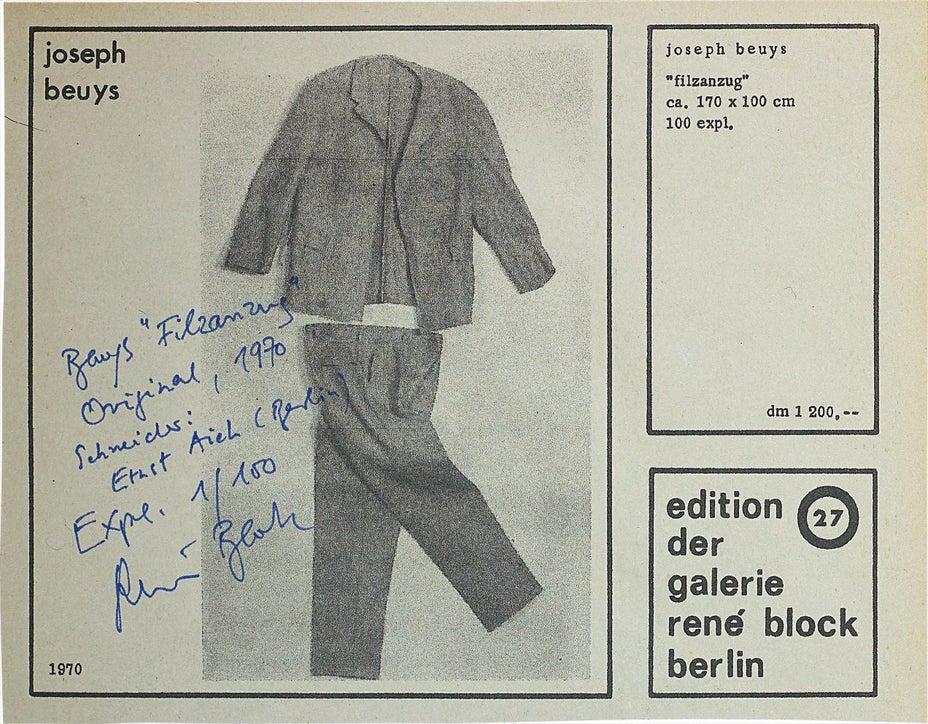 joseph
beuys
Beuys "Filzanzug"
Original, 1970
Schneider:
Ernst Aich (Berlin)
Expl. 1/100
René Block
1970
joseph beuys
"filzanzug"
ca. 170 x 100 cm
100 expl.
dm 1 200,--
edition 27
der
galerie
rené block
berlin